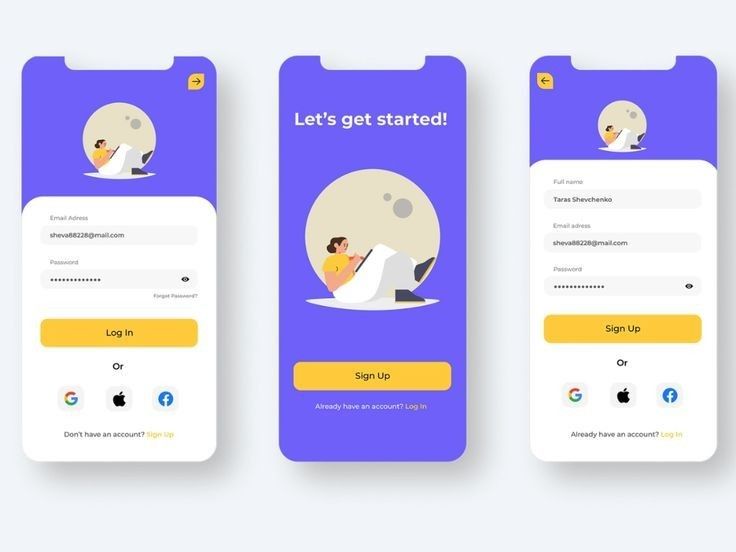 Email Adress
sheva88228@mail.com
Password
Forgot Password?
Log In
Or
Don't have an account? Sign Up
Let's get started!
Sign Up
Already have an account? Log In
Full name
Taras Shevchenko
Email adress
sheva88228@mail.com
Password
Sign Up
Or
Already have an account? Log In